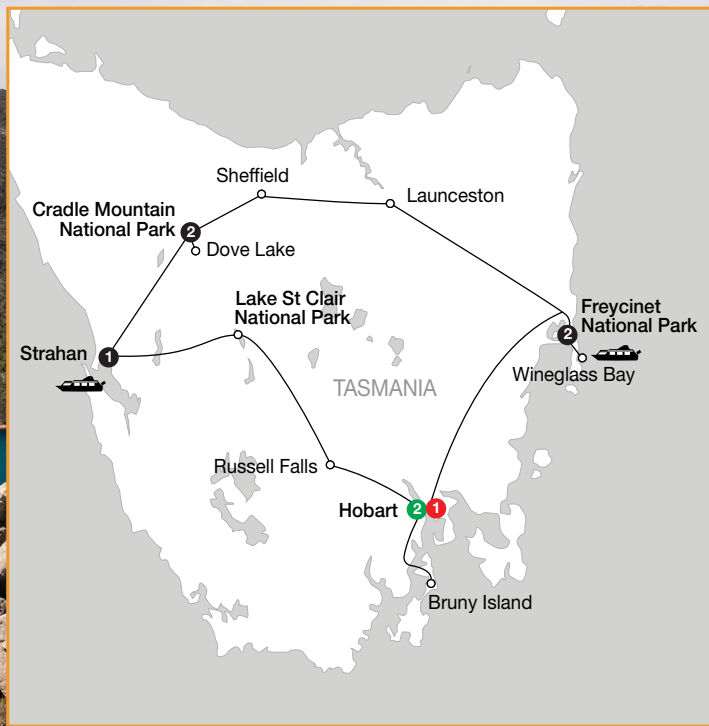 Sheffield
Launceston
Cradle Mountain
National Park
2
Dove Lake
Lake St Clair
National Park
Freycinet
National Park
2
Strahan
1
Wineglass Bay
TASMANIA
Russell Falls
Hobart
2
1
Bruny Island